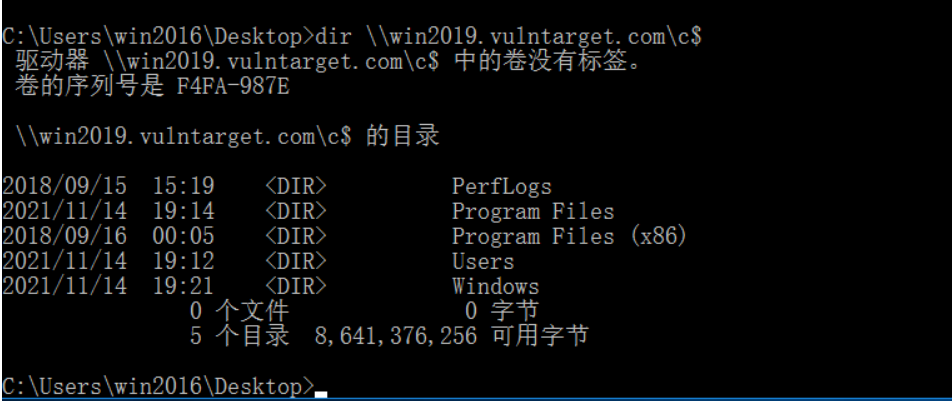 C:\Users\win2016\Desktop>dir \\win2019.vulntarget.com\c$
驱动器 \\win2019.vulntarget.com\c$ 中的卷没有标签。
卷的序列号是 F4FA-987E
\\win2019.vulntarget.com\c$ 的目录
2018/09/15  15:19    <DIR>          PerfLogs
2021/11/14  19:14    <DIR>          Program Files
2018/09/16  00:05    <DIR>          Program Files (x86)
2021/11/14  19:12    <DIR>          Users
2021/11/14  19:21    <DIR>          Windows
0 个文件              0 字节
5 个目录  8,641,376,256 可用字节
C:\Users\win2016\Desktop>